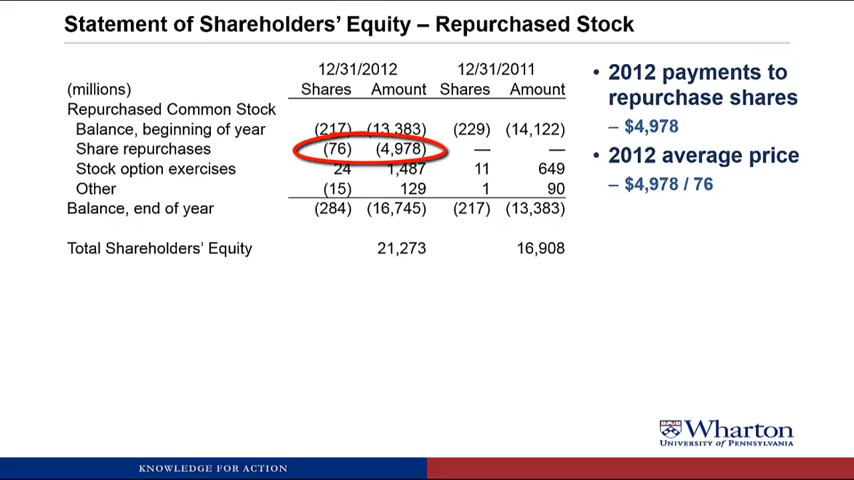 Statement of Shareholders' Equity – Repurchased Stock
12/31/2012 12/31/2011
(millions) Shares Amount Shares Amount
Repurchased Common Stock
Balance, beginning of year (217) (13,383) (229) (14,122)
Share repurchases (76) (4,978) — —
Stock option exercises 24 1,487 11 649
Other (15) 129 1 90
Balance, end of year (284) (16,745) (217) (13,383)
Total Shareholders' Equity 21,273 16,908
• 2012 payments to
repurchase shares
– $4,978
• 2012 average price
– $4,978 / 76
Wharton
UNIVERSITY of PENNSYLVANIA
KNOWLEDGE FOR ACTION